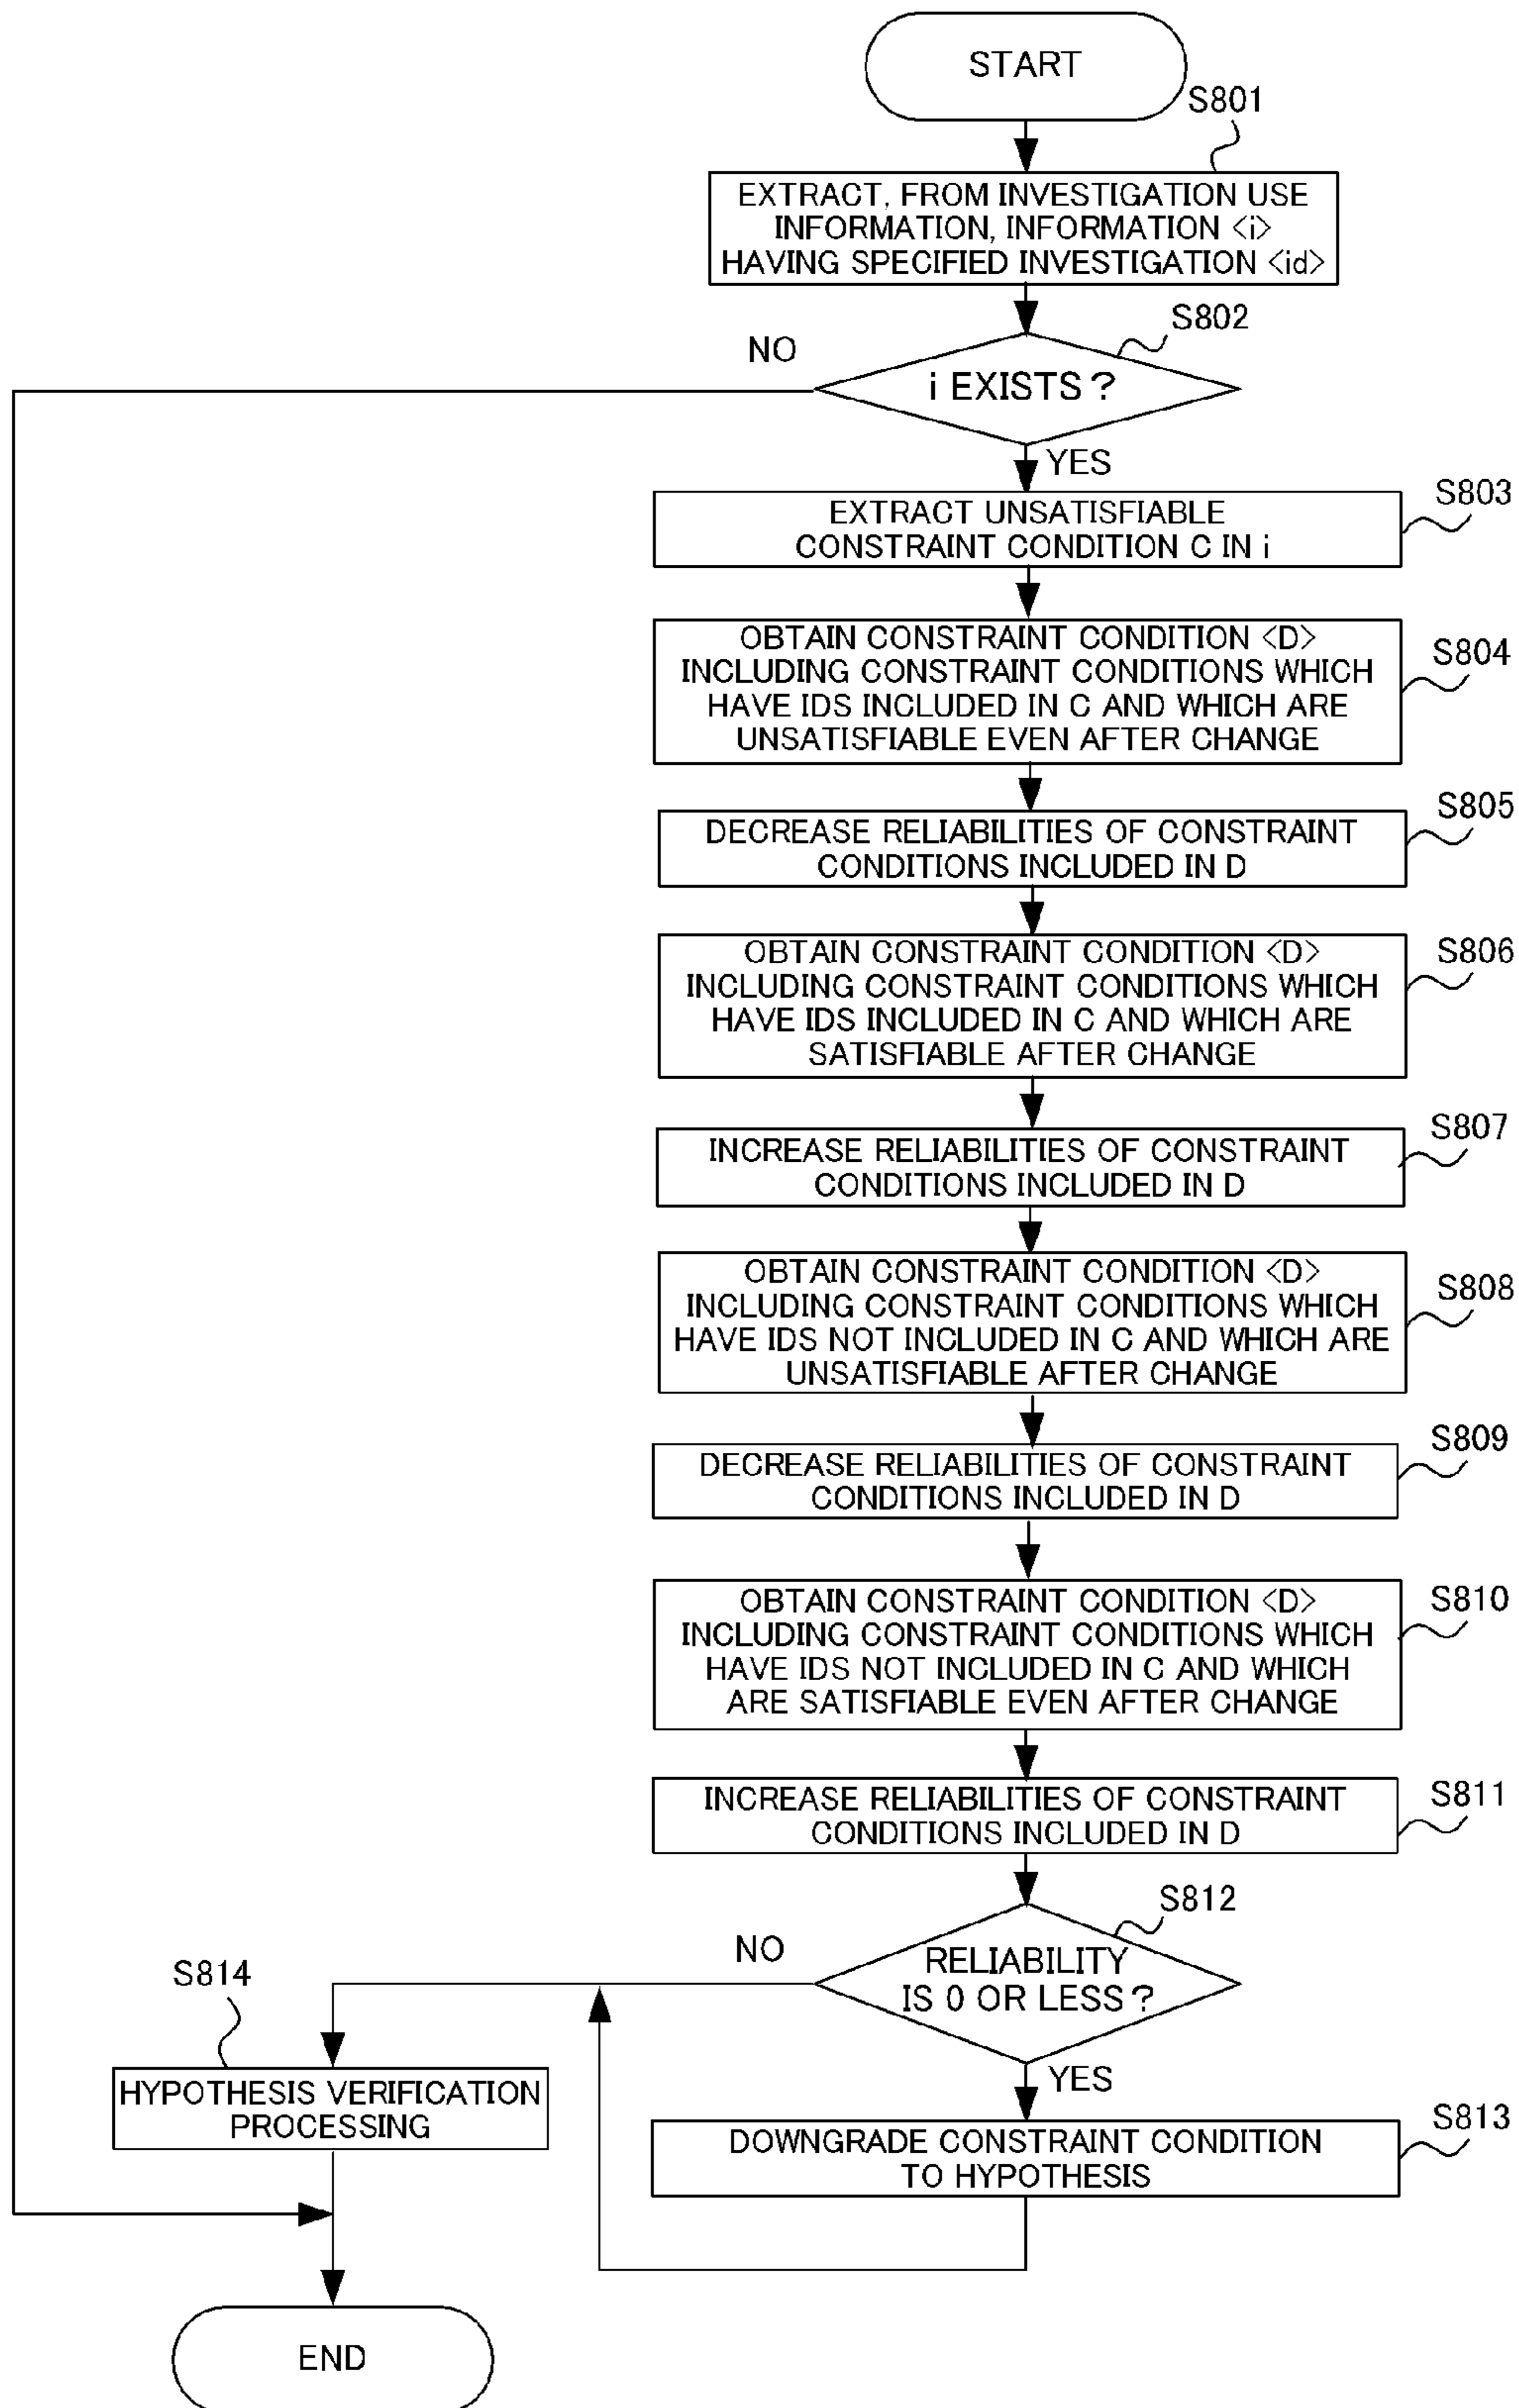 START
S801
EXTRACT, FROM INVESTIGATION USE
INFORMATION, INFORMATION <i>
HAVING SPECIFIED INVESTIGATION <id>
S802
NO
i EXISTS?
YES
S803
EXTRACT UNSATISFIABLE
CONSTRAINT CONDITION C IN i
S804
OBTAIN CONSTRAINT CONDITION <D>
INCLUDING CONSTRAINT CONDITIONS WHICH
HAVE IDS INCLUDED IN C AND WHICH ARE
UNSATISFIABLE EVEN AFTER CHANGE
S805
DECREASE RELIABILITIES OF CONSTRAINT
CONDITIONS INCLUDED IN D
S806
OBTAIN CONSTRAINT CONDITION <D>
INCLUDING CONSTRAINT CONDITIONS WHICH
HAVE IDS INCLUDED IN C AND WHICH ARE
SATISFIABLE AFTER CHANGE
S807
INCREASE RELIABILITIES OF CONSTRAINT
CONDITIONS INCLUDED IN D
S808
OBTAIN CONSTRAINT CONDITION <D>
INCLUDING CONSTRAINT CONDITIONS WHICH
HAVE IDS NOT INCLUDED IN C AND WHICH ARE
UNSATISFIABLE AFTER CHANGE
S809
DECREASE RELIABILITIES OF CONSTRAINT
CONDITIONS INCLUDED IN D
S810
OBTAIN CONSTRAINT CONDITION <D>
INCLUDING CONSTRAINT CONDITIONS WHICH
HAVE IDS NOT INCLUDED IN C AND WHICH
ARE SATISFIABLE EVEN AFTER CHANGE
S811
INCREASE RELIABILITIES OF CONSTRAINT
CONDITIONS INCLUDED IN D
S812
NO
RELIABILITY
IS 0 OR LESS?
YES
S814
HYPOTHESIS VERIFICATION
PROCESSING
S813
DOWNGRADE CONSTRAINT CONDITION
TO HYPOTHESIS
END